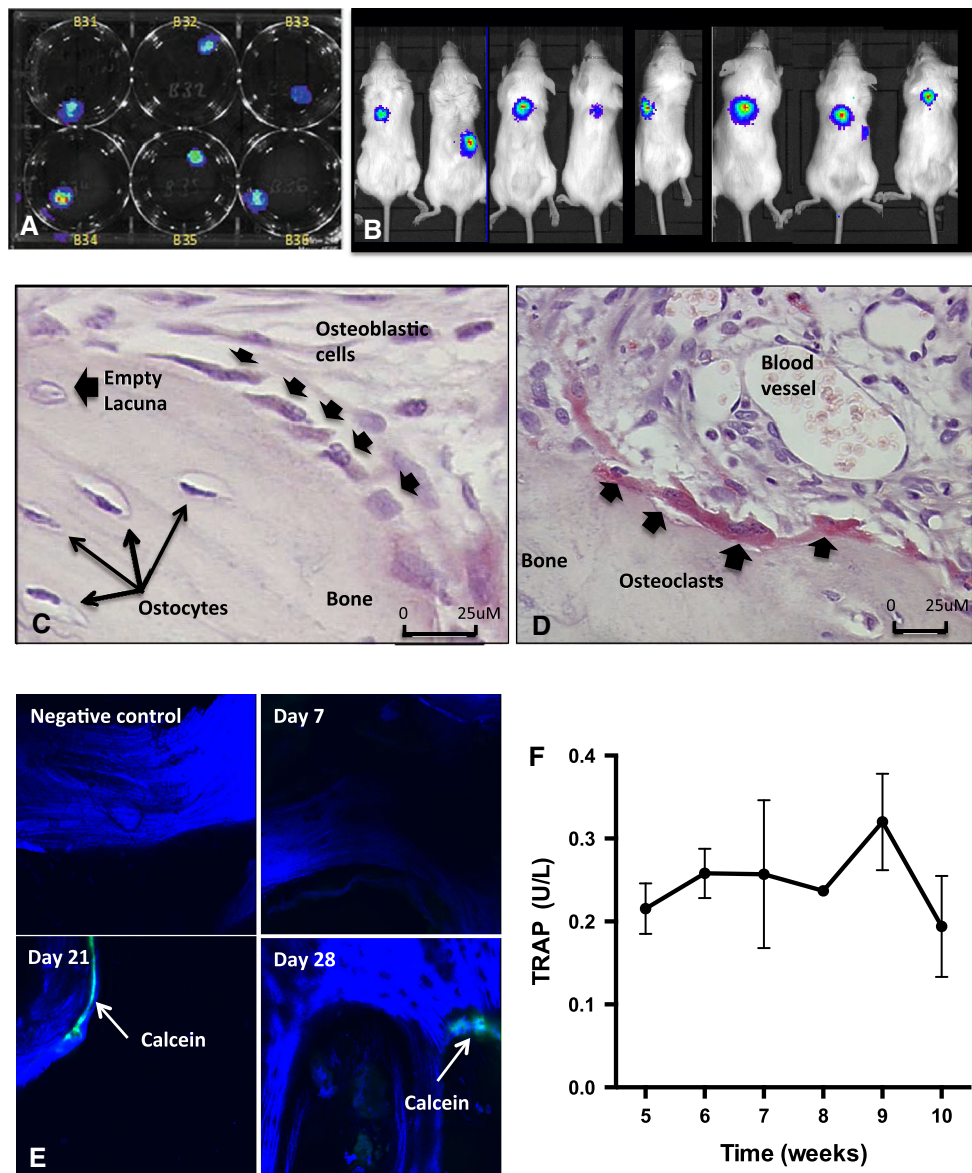 B31 B32 B33
B32
A
B34 B35 B36
B
Osteoblastic
cells
Empty
Lacuna
Ostocytes
Bone
0 25uM
C
Blood
vessel
Bone
Osteoclasts
0 25uM
D
Negative control
Day 7
Day 21
Calcein
Day 28
Calcein
E
F
TRAP (U/L)
0.4
0.3
0.2
0.1
0.0
5 6 7 8 9 10
Time (weeks)